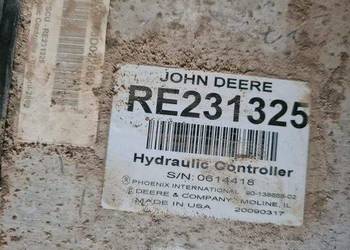 JOHN DEERE
RE231325
Hydraulic Controller
S/N: 0614418
PHOENIX INTERNATIONAL
DEERE & COMPANY MOLINE, IL
MADE IN USA 20090317